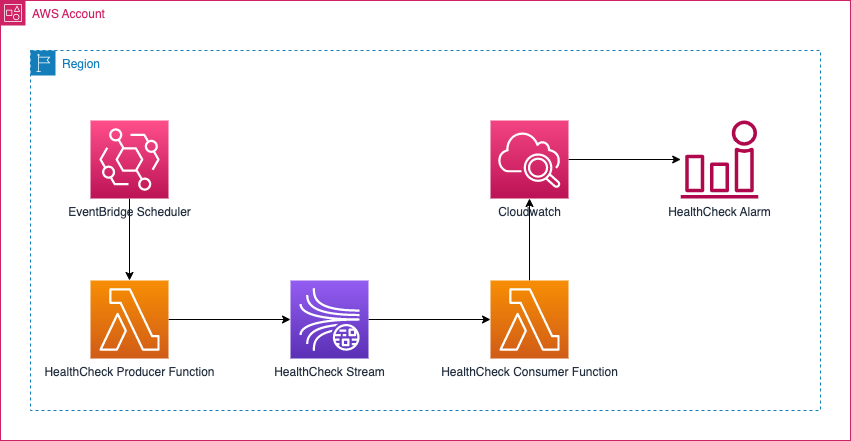 AWS Account
Region
EventBridge Scheduler
Cloudwatch
HealthCheck Alarm
HealthCheck Producer Function
HealthCheck Stream
HealthCheck Consumer Function